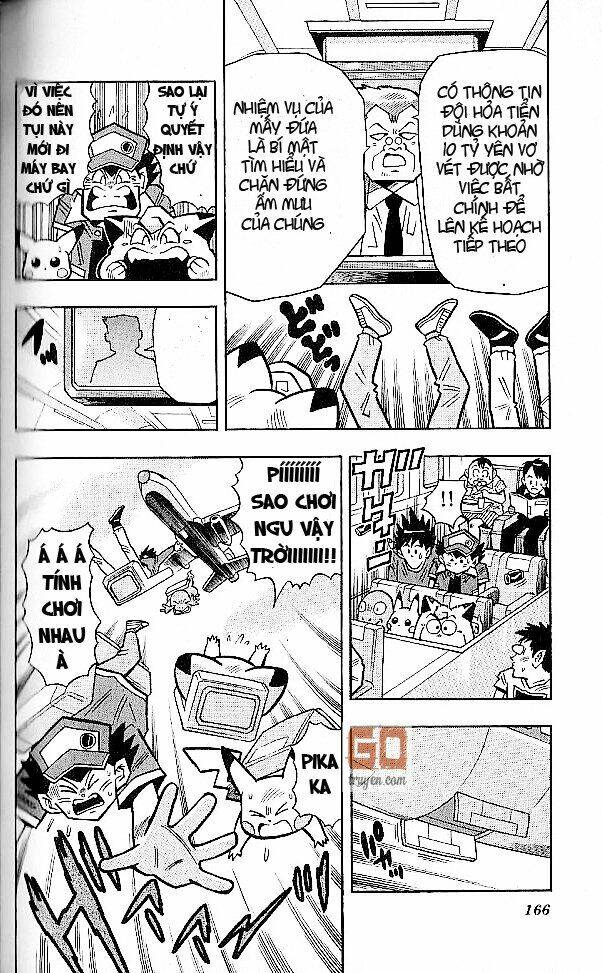 CÓ THÔNG TIN
ĐỘI HỎA TIỄN
DÙNG KHOẢN
10 TỶ YÊN VƠ
VÉT ĐƯỢC NHỜ
VIỆC BẤT
CHÍNH ĐỂ
LÊN KẾ HOẠCH
TIẾP THEO
NHIỆM VỤ CỦA
MẤY ĐỨA
LÀ BÍ MẬT
TÌM HIỂU VÀ
CHẶN ĐỨNG
ÂM MƯU
CỦA CHÚNG
SAO LẠI
TỰ Ý
QUYẾT
ĐỊNH VẬY
CHỨ
VÌ VIỆC
ĐÓ NÊN
TỤI NÀY
MỚI ĐI
MÁY BAY
CHỨ GÌ
!!
PÍÍÍÍÍÍÍÍ
SAO CHƠI
NGU VẬY
TRỜIIIIIII!!
Á Á Á
TÍNH
CHƠI
NHAU
À
PIKA
KA
GO
truyen.com
166